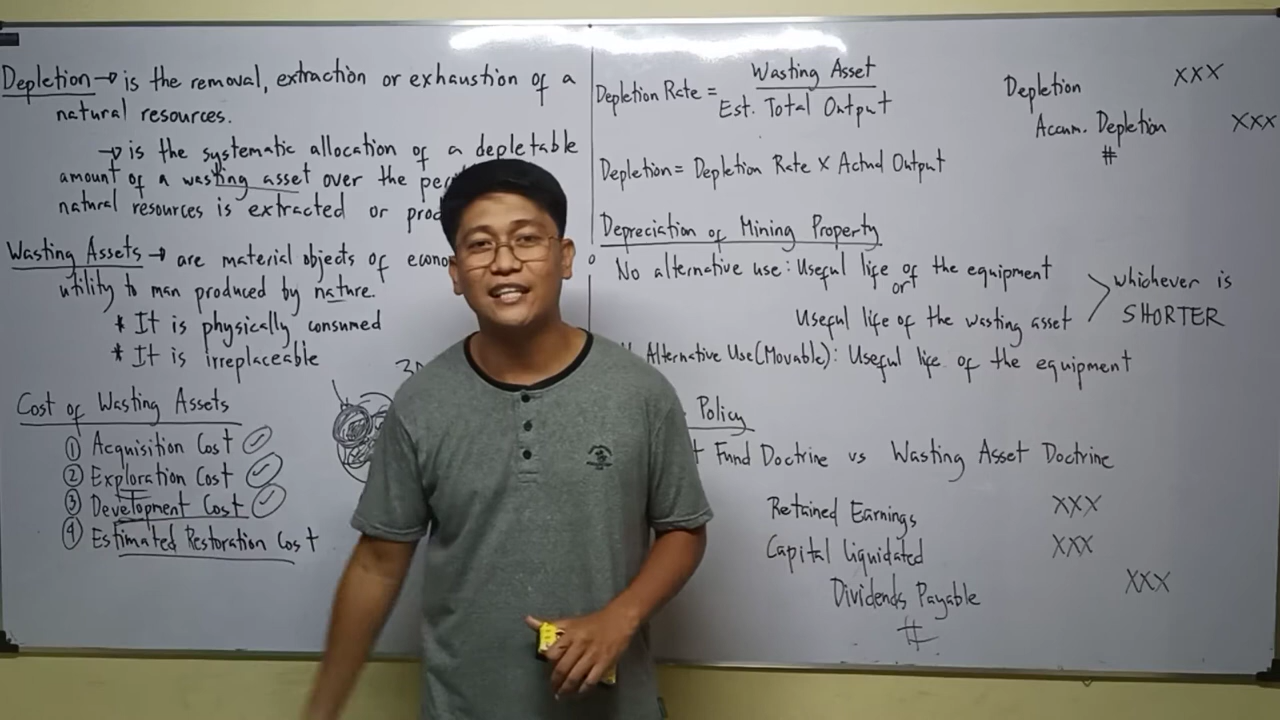 Depletion → is the removal, extraction or exhaustion of a
natural resources.
→ is the systematic allocation of a depletable
amount of a wasting asset over the
natural resources is extracted or
Wasting Assets → are material objects of
utility to man produced by nature.
* It is physically consumed
* It is irreplaceable
Cost of Wasting Assets
① Acquisition Cost
② Exploration Cost
③ Development Cost
④ Estimated Restoration Cost
Depletion Rate = Wasting Asset
Est. Total Output
Depletion = Depletion Rate X Actual Output
Depletion XXX
Accum. Depletion XXX
#
Depreciation of Mining Property
No alternative use: Useful life of the equipment
or
Useful life of the wasting asset
whichever is
SHORTER
Alternative Use (Movable): Useful life of the equipment
Policy
Fund Doctrine vs Wasting Asset Doctrine
Retained Earnings XXX
Capital Liquidated XXX
Dividends Payable XXX
#